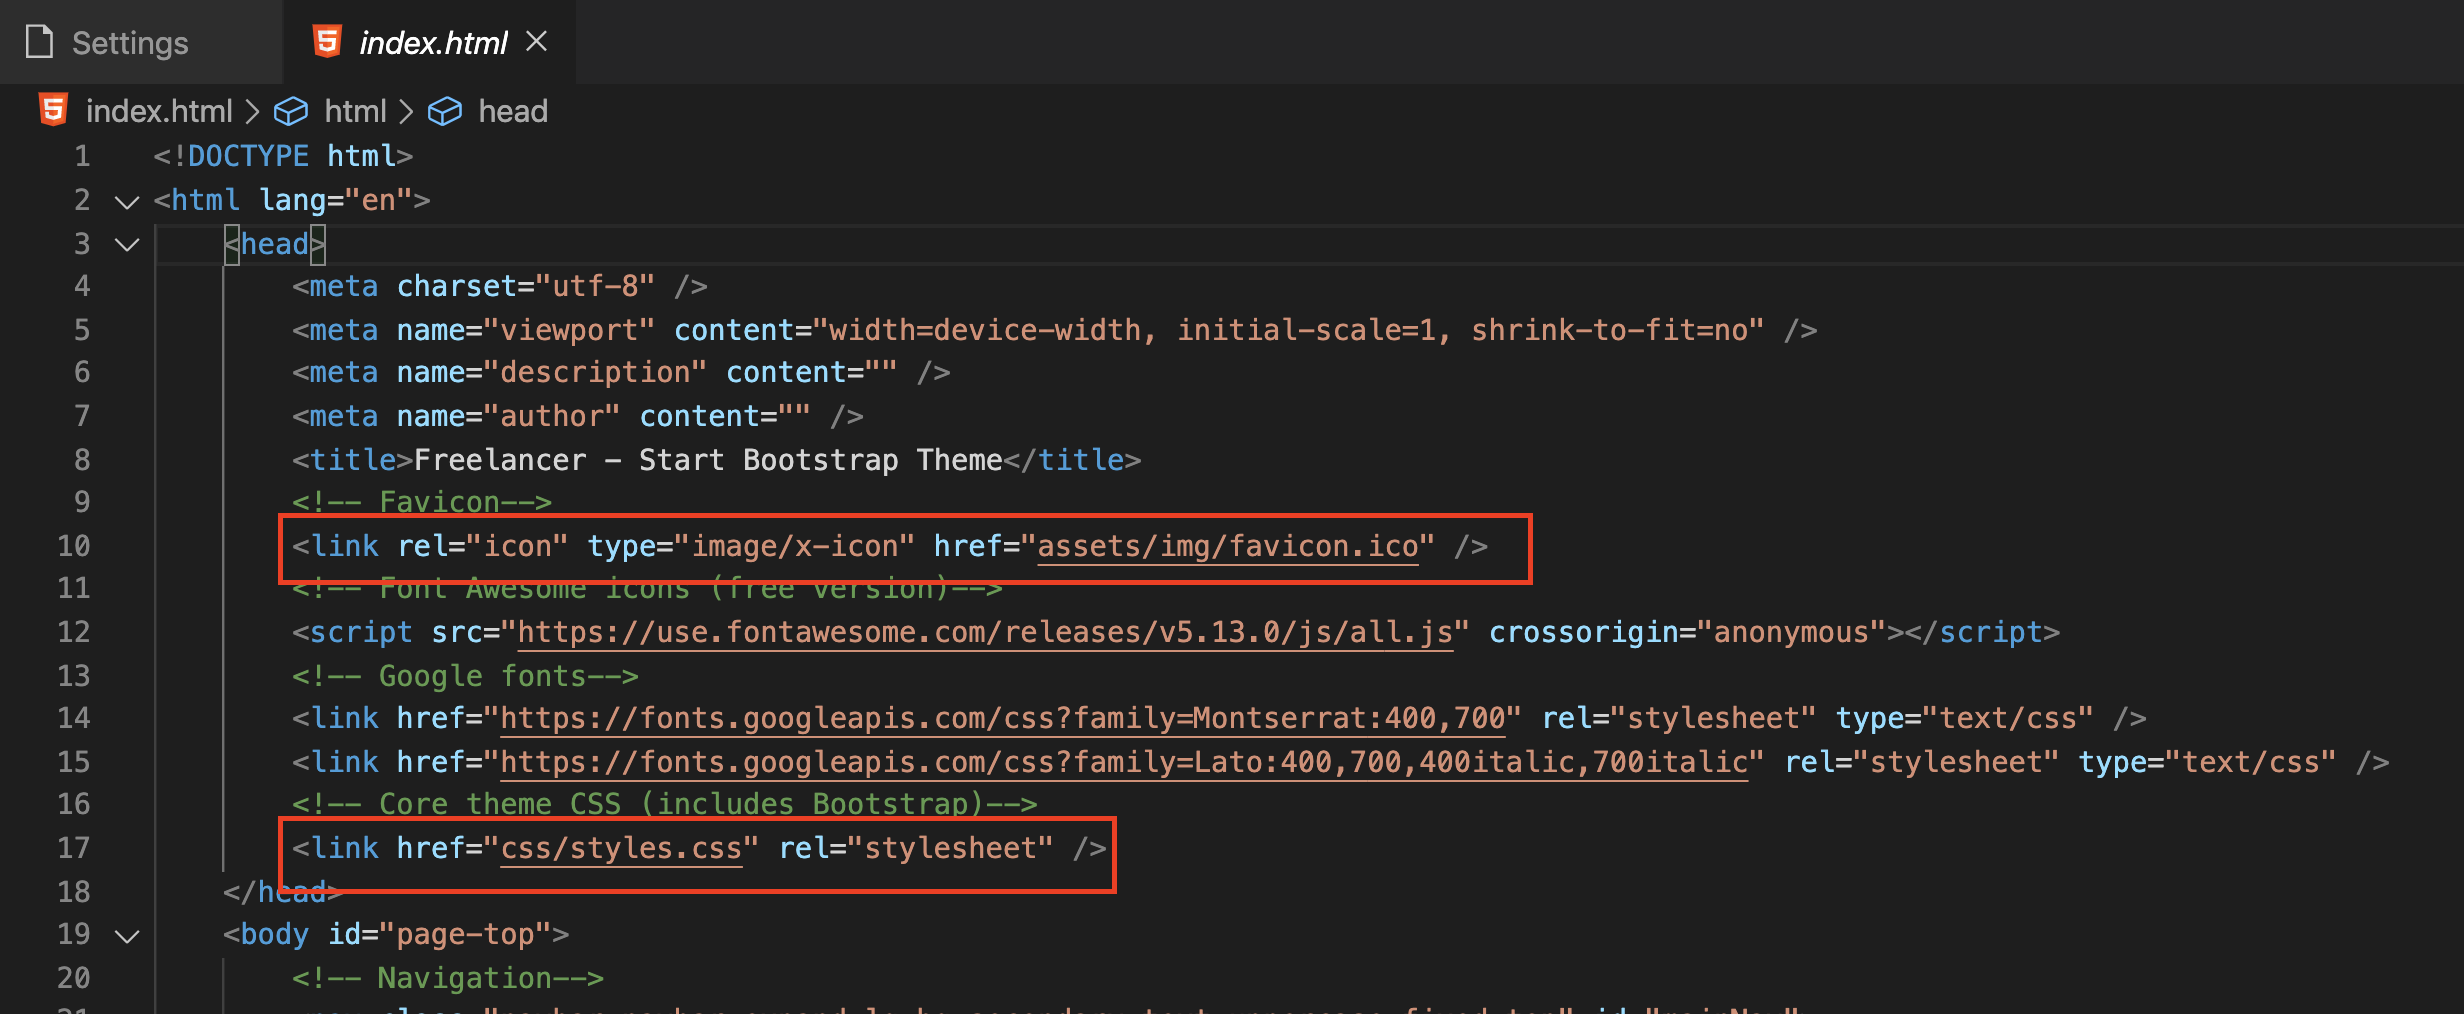 Settings
index.html
index.html > html > head
1 <!DOCTYPE html>
2 <html lang="en">
3 <head>
4 <meta charset="utf-8" />
5 <meta name="viewport" content="width=device-width, initial-scale=1, shrink-to-fit=no" />
6 <meta name="description" content="" />
7 <meta name="author" content="" />
8 <title>Freelancer - Start Bootstrap Theme</title>
9 <!-- Favicon-->
10 <link rel="icon" type="image/x-icon" href="assets/img/favicon.ico" />
11 <!-- Font Awesome icons (free version)-->
12 <script src="https://use.fontawesome.com/releases/v5.13.0/js/all.js" crossorigin="anonymous"></script>
13 <!-- Google fonts-->
14 <link href="https://fonts.googleapis.com/css?family=Montserrat:400,700" rel="stylesheet" type="text/css" />
15 <link href="https://fonts.googleapis.com/css?family=Lato:400,700,400italic,700italic" rel="stylesheet" type="text/css" />
16 <!-- Core theme CSS (includes Bootstrap)-->
17 <link href="css/styles.css" rel="stylesheet" />
18 </head>
19 <body id="page-top">
20 <!-- Navigation-->